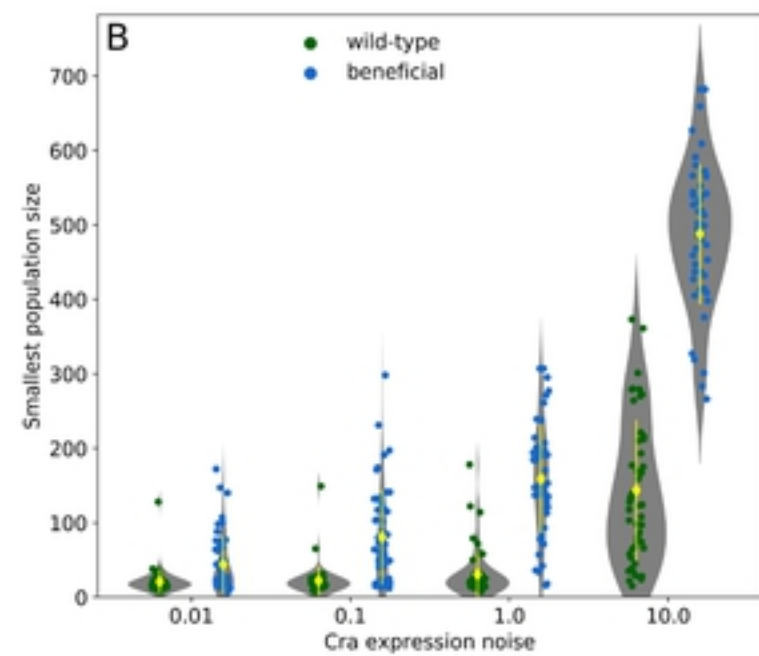 B
wild-type
beneficial
700
600
500
400
300
200
100
0
Smallest population size
0.01 0.1 1.0 10.0
Cra expression noise